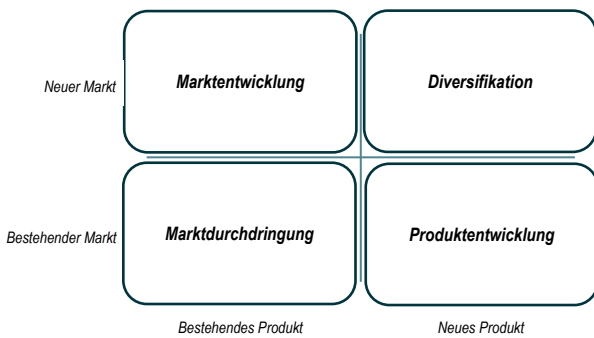 Neuer Markt
Marktentwicklung
Diversifikation
Bestehender Markt
Marktdurchdringung
Produktentwicklung
Bestehendes Produkt
Neues Produkt